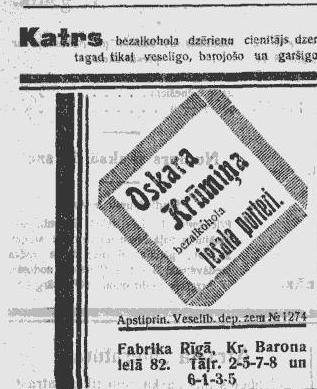 Katrs bezalkohola dzērienu cienītājs dzer
tagad tikai veselīgo, barojošo un garšīgo
Oskara
Krūmiņa
bezalkohola
iesala porteri.
Apstiprin. Veselīb. dep. zem № 1274
Fabrika Rīgā, Kr. Barona
ielā 82. Tāļr. 2-5-7-8 un
6-1-3-5.